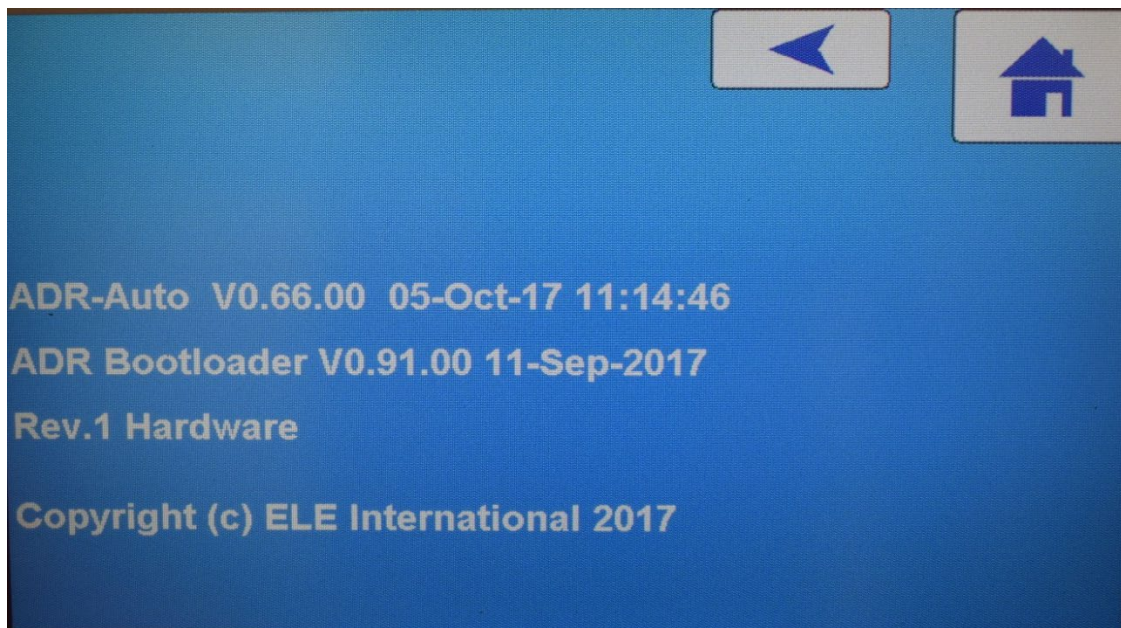 ADR-Auto  V0.66.00  05-Oct-17 11:14:46
ADR Bootloader V0.91.00 11-Sep-2017
Rev.1 Hardware
Copyright (c) ELE International 2017